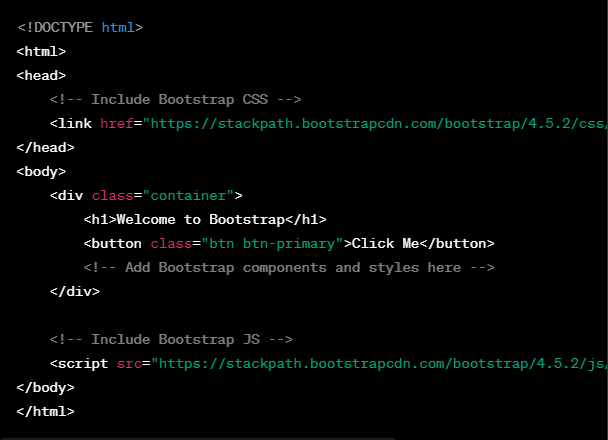 <!DOCTYPE html>
<html>
<head>
    <!-- Include Bootstrap CSS -->
    <link href="https://stackpath.bootstrapcdn.com/bootstrap/4.5.2/css/
</head>
<body>
    <div class="container">
        <h1>Welcome to Bootstrap</h1>
        <button class="btn btn-primary">Click Me</button>
        <!-- Add Bootstrap components and styles here -->
    </div>

    <!-- Include Bootstrap JS -->
    <script src="https://stackpath.bootstrapcdn.com/bootstrap/4.5.2/js/
</body>
</html>